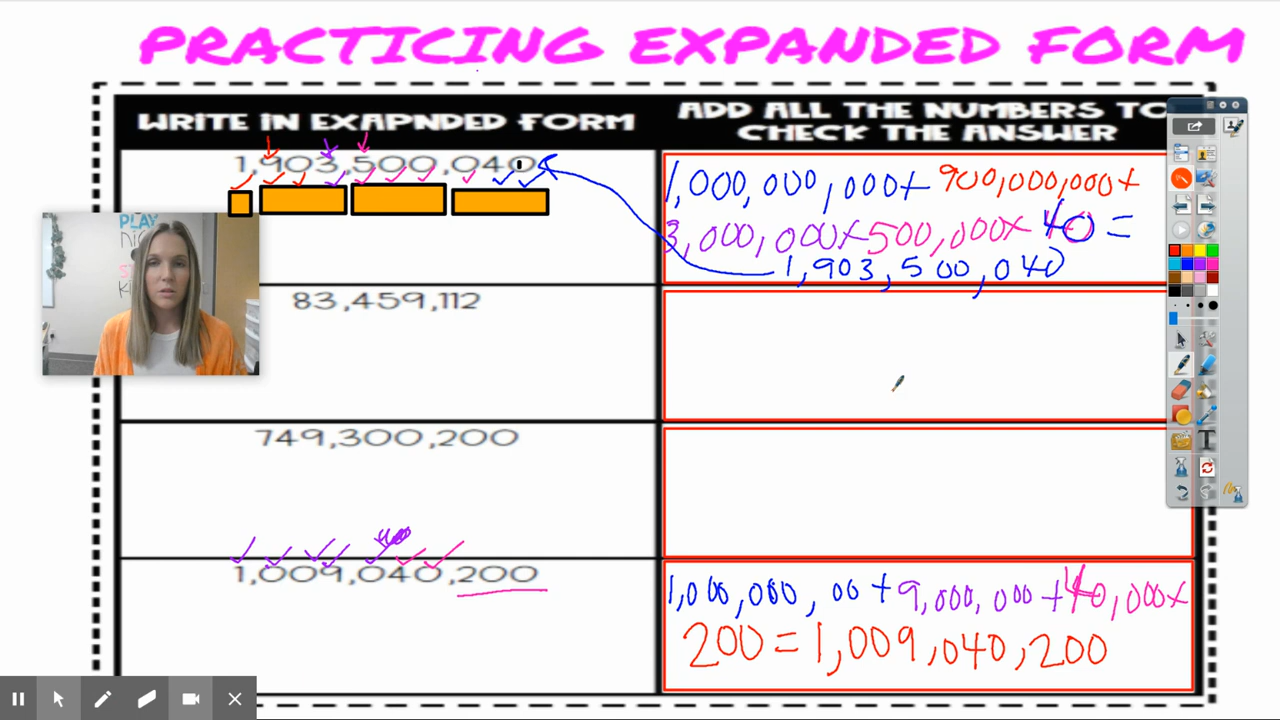 PRACTICING EXPANDED FORM
WRITE IN EXAPNDED FORM
ADD ALL THE NUMBERS TO
CHECK THE ANSWER
1,903,500,040
1,000,000,000+ 900,000,000+
3,000,000+500,000+ 40 =
1,903,500,040
PLAY
83,459,112
749,300,200
1,009,040,200
1,000,000,00 + 9,000,000+40,000+
200=1,009,040,200